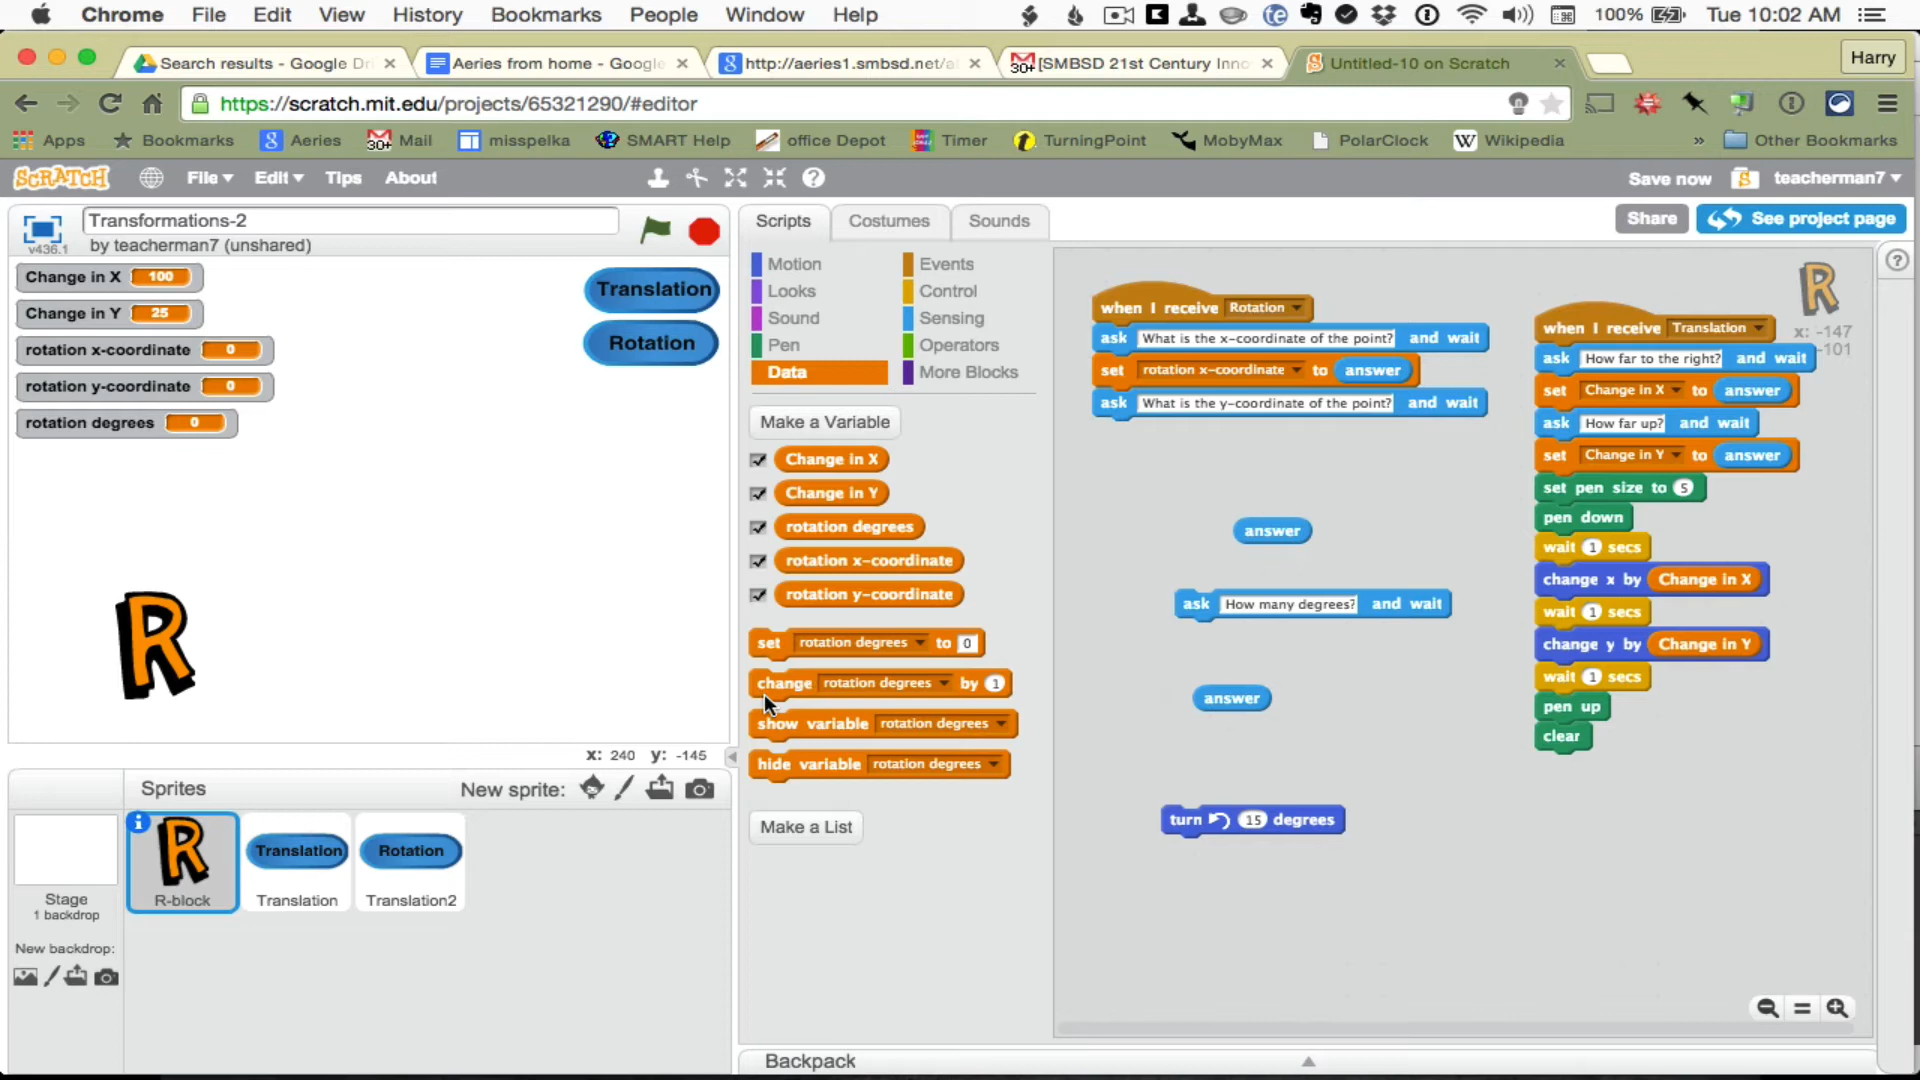 Chrome File Edit View History Bookmarks People Window Help 100% Tue 10:02 AM
Search results - Google Dri
Aeries from home - Google
http://aeries1.smbsd.net/a
[SMBSD 21st Century Inno
Untitled-10 on Scratch
Harry
https://scratch.mit.edu/projects/65321290/#editor
Apps Bookmarks Aeries Mail misspelka SMART Help office Depot Timer TurningPoint MobyMax PolarClock Wikipedia » Other Bookmarks
SCRATCH File Edit Tips About Save now teacherman7
v436.1
Transformations-2
by teacherman7 (unshared)
Scripts Costumes Sounds
Share
See project page
Change in X 100
Change in Y 25
rotation x-coordinate 0
rotation y-coordinate 0
rotation degrees 0
Translation
Rotation
R
x: 240 y: -145
Motion
Looks
Sound
Pen
Data
Events
Control
Sensing
Operators
More Blocks
Make a Variable
Change in X
Change in Y
rotation degrees
rotation x-coordinate
rotation y-coordinate
set rotation degrees to 0
change rotation degrees by 1
show variable rotation degrees
hide variable rotation degrees
Make a List
when I receive Rotation
ask What is the x-coordinate of the point? and wait
set rotation x-coordinate to answer
ask What is the y-coordinate of the point? and wait
answer
ask How many degrees? and wait
answer
turn 15 degrees
when I receive Translation
ask How far to the right? and wait
set Change in X to answer
ask How far up? and wait
set Change in Y to answer
set pen size to 5
pen down
wait 1 secs
change x by Change in X
wait 1 secs
change y by Change in Y
wait 1 secs
pen up
clear
R
x: -147
-101
Sprites New sprite:
Stage
1 backdrop
New backdrop:
R
R-block
Translation
Translation
Rotation
Translation2
Backpack